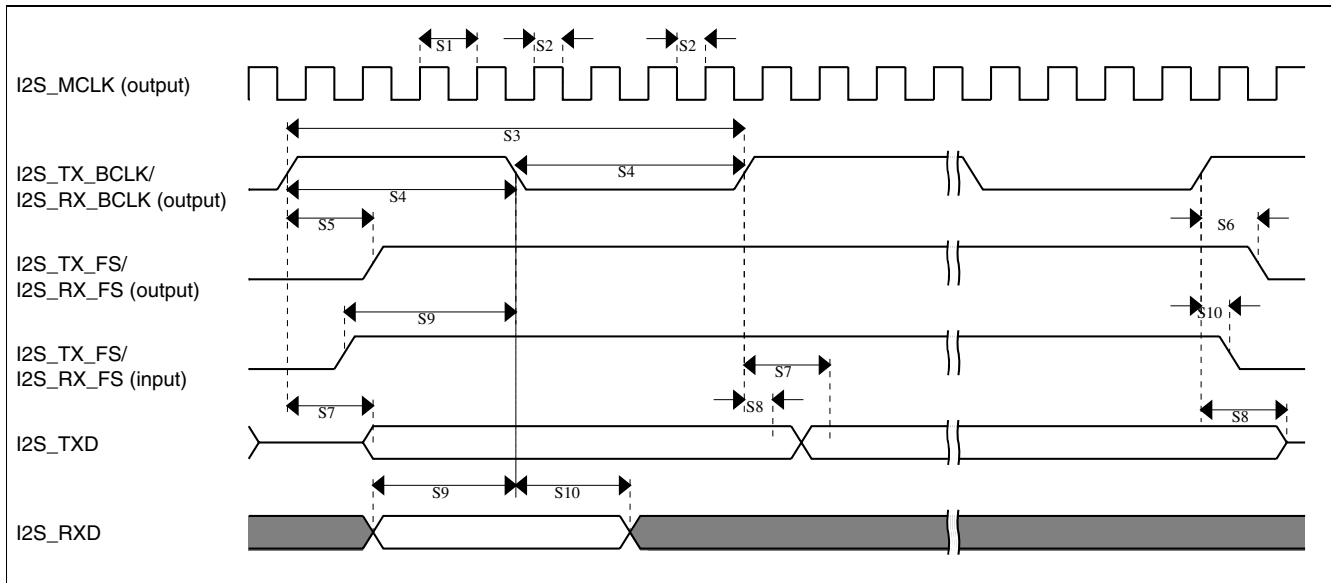 S1 S2 S2
I2S_MCLK (output)
S3
I2S_TX_BCLK/
I2S_RX_BCLK (output)
S4
S4
S5 S6
I2S_TX_FS/
I2S_RX_FS (output)
S9 S10
I2S_TX_FS/
I2S_RX_FS (input)
S7
S7 S8 S8
I2S_TXD
S9 S10
I2S_RXD